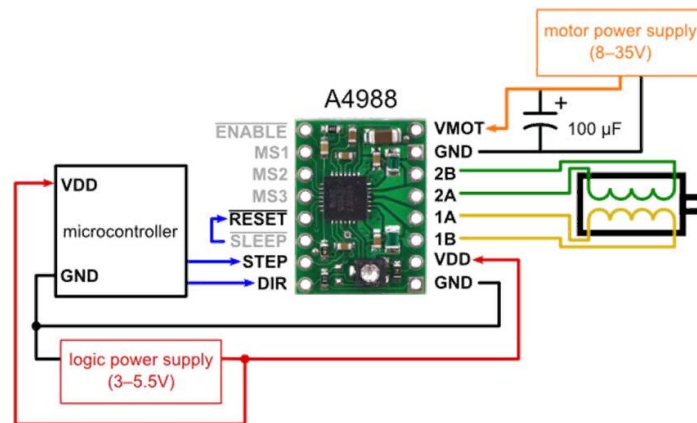 motor power supply
(8–35V)
A4988
ENABLE
MS1
MS2
MS3
RESET
SLEEP
STEP
DIR
VMOT
GND
2B
2A
1A
1B
VDD
GND
+
100 µF
VDD
microcontroller
GND
logic power supply
(3–5.5V)